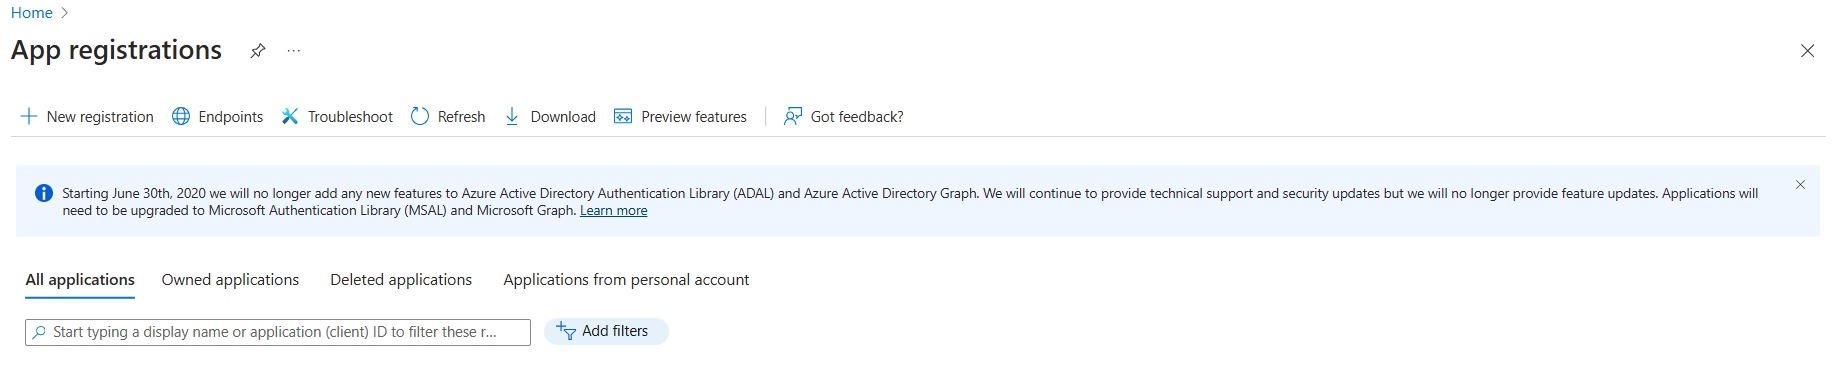 Home
App registrations
New registration Endpoints Troubleshoot Refresh Download Preview features Got feedback?
Starting June 30th, 2020 we will no longer add any new features to Azure Active Directory Authentication Library (ADAL) and Azure Active Directory Graph. We will continue to provide technical support and security updates but we will no longer provide feature updates. Applications will
need to be upgraded to Microsoft Authentication Library (MSAL) and Microsoft Graph. Learn more
All applications Owned applications Deleted applications Applications from personal account
Start typing a display name or application (client) ID to filter these r... Add filters